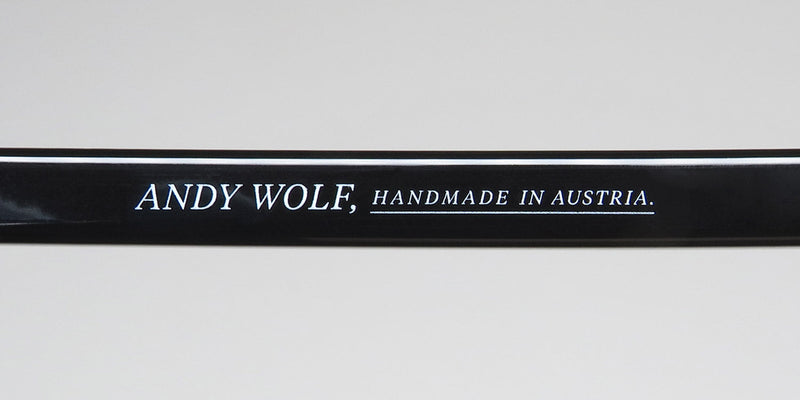 ANDY WOLF, HANDMADE IN AUSTRIA.